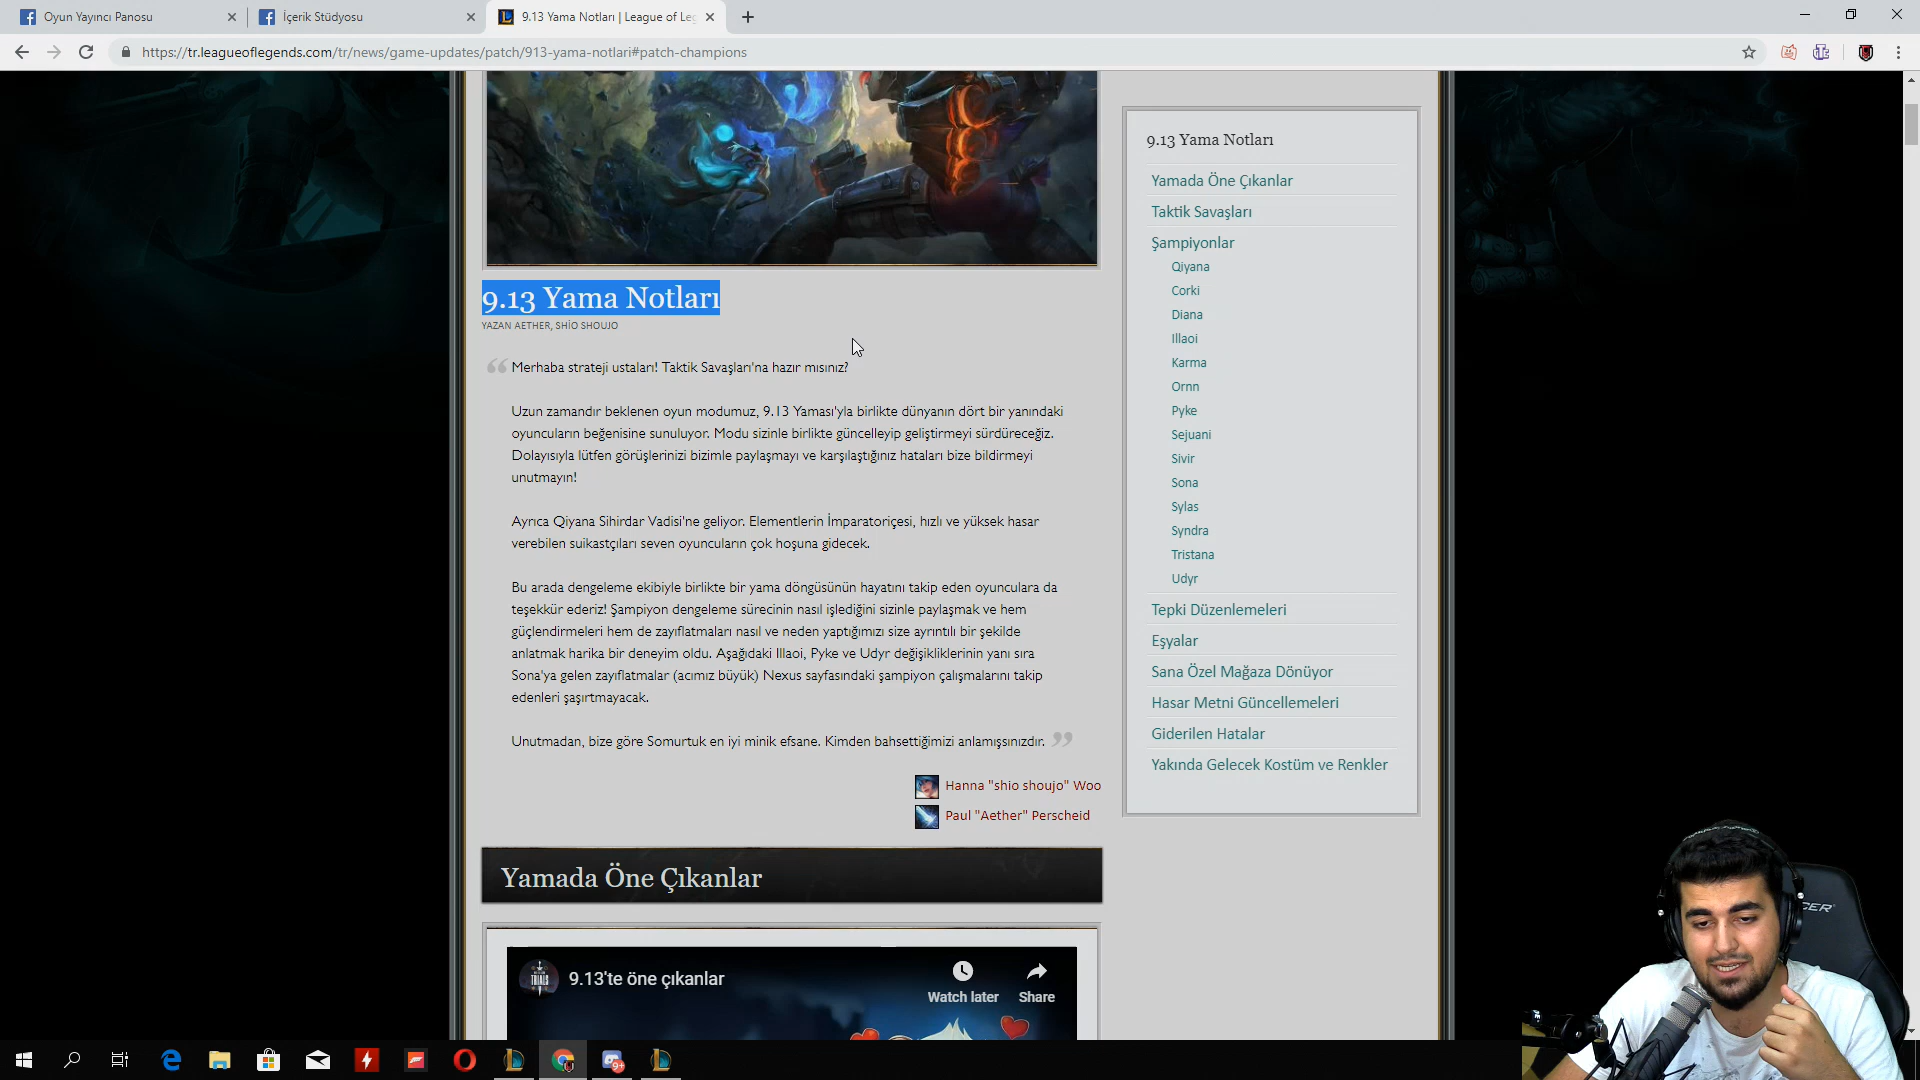 Oyun Yayıncı Panosu
İçerik Stüdyosu
9.13 Yama Notları | League of Le
https://tr.leagueoflegends.com/tr/news/game-updates/patch/913-yama-notlari#patch-champions
9.13 Yama Notları
YAZAN AETHER, SHİO SHOUJO
Merhaba strateji ustaları! Taktik Savaşları'na hazır mısınız?
Uzun zamandır beklenen oyun modumuz, 9.13 Yaması'yla birlikte dünyanın dört bir yanındaki
oyuncuların beğenisine sunuluyor. Modu sizinle birlikte güncelleyip geliştirmeyi sürdüreceğiz.
Dolayısıyla lütfen görüşlerinizi bizimle paylaşmayı ve karşılaştığınız hataları bize bildirmeyi
unutmayın!
Ayrıca Qiyana Sihirdar Vadisi'ne geliyor. Elementlerin İmparatoriçesi, hızlı ve yüksek hasar
verebilen suikastçıları seven oyuncuların çok hoşuna gidecek.
Bu arada dengeleme ekibiyle birlikte bir yama döngüsünün hayatını takip eden oyunculara da
teşekkür ederiz! Şampiyon dengeleme sürecinin nasıl işlediğini sizinle paylaşmak ve hem
güçlendirmeleri hem de zayıflatmaları nasıl ve neden yaptığımızı size ayrıntılı bir şekilde
anlatmak harika bir deneyim oldu. Aşağıdaki Illaoi, Pyke ve Udyr değişikliklerinin yanı sıra
Sona'ya gelen zayıflatmalar (acımız büyük) Nexus sayfasındaki şampiyon çalışmalarını takip
edenleri şaşırtmayacak.
Unutmadan, bize göre Somurtuk en iyi minik efsane. Kimden bahsettiğimizi anlamışsınızdır.
Hanna "shio shoujo" Woo
Paul "Aether" Perscheid
Yamada Öne Çıkanlar
9.13'te öne çıkanlar
Watch later
Share
9.13 Yama Notları
Yamada Öne Çıkanlar
Taktik Savaşları
Şampiyonlar
Qiyana
Corki
Diana
Illaoi
Karma
Ornn
Pyke
Sejuani
Sivir
Sona
Sylas
Syndra
Tristana
Udyr
Tepki Düzenlemeleri
Eşyalar
Sana Özel Mağaza Dönüyor
Hasar Metni Güncellemeleri
Giderilen Hatalar
Yakında Gelecek Kostüm ve Renkler